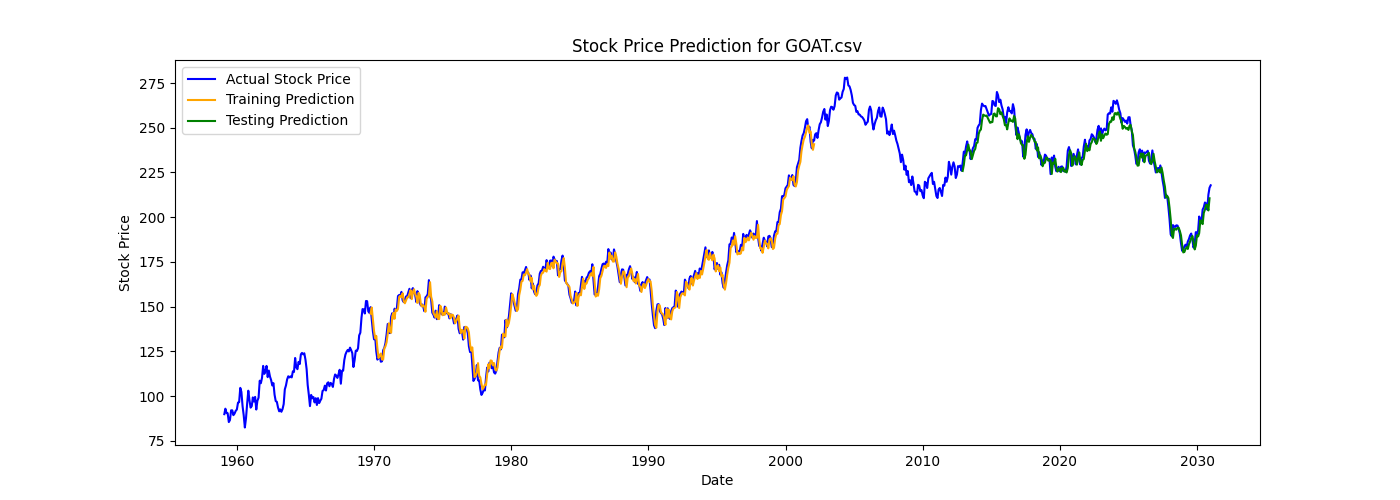 Stock Price Prediction for GOAT.csv
Actual Stock Price
Training Prediction
Testing Prediction
Stock Price
275
250
225
200
175
150
125
100
75
1960
1970
1980
1990
2000
2010
2020
2030
Date